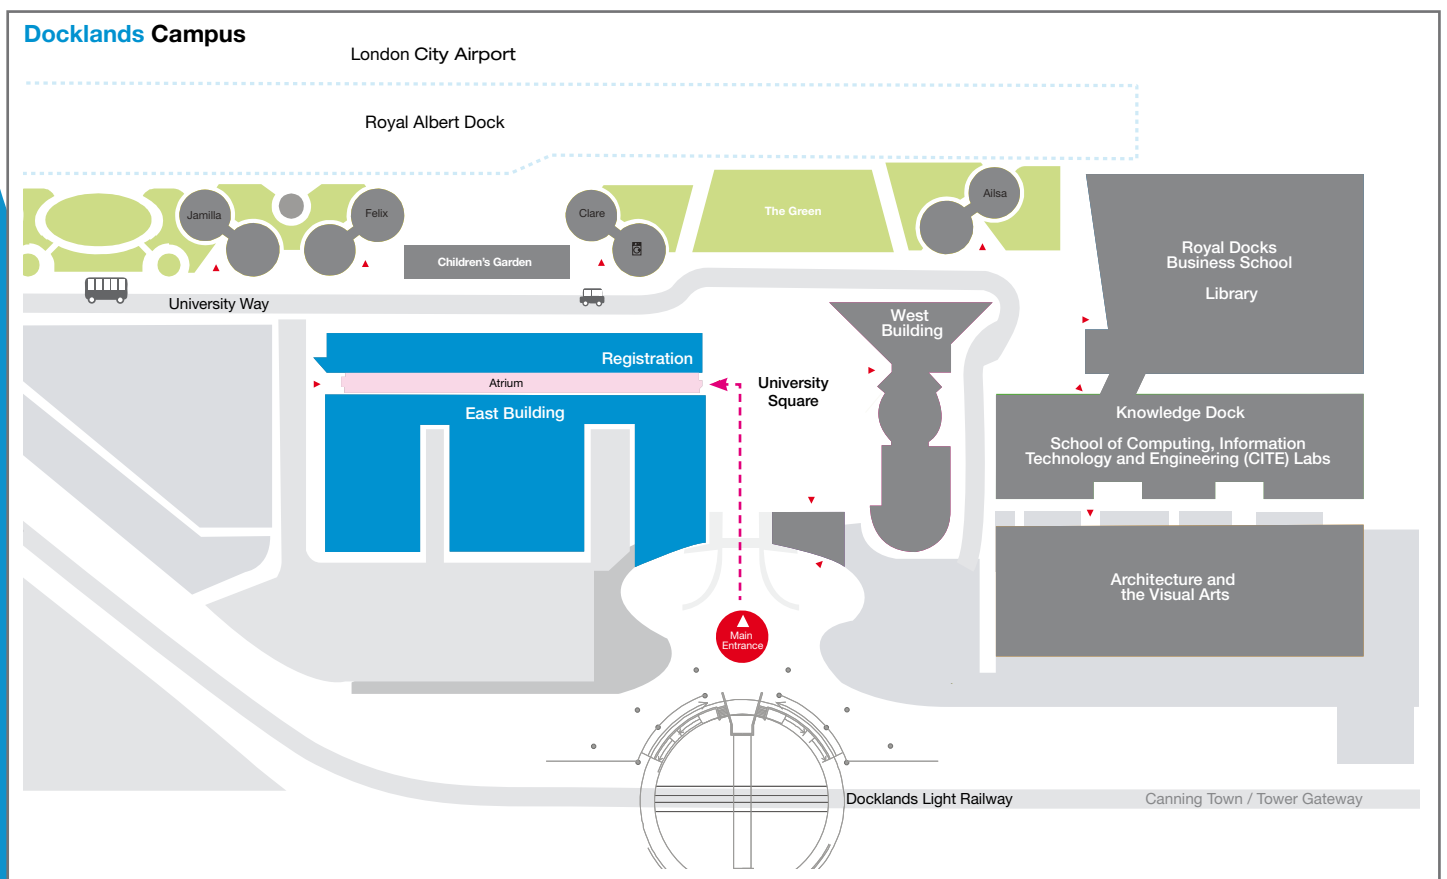 Docklands Campus
London City Airport
Royal Albert Dock
Jamilla
Felix
Clare
The Green
Ailsa
Children's Garden
University Way
Royal Docks
Business School
Library
West
Building
Registration
Atrium
University
Square
East Building
Knowledge Dock
School of Computing, Information
Technology and Engineering (CITE) Labs
Architecture and
the Visual Arts
Main
Entrance
Docklands Light Railway
Canning Town / Tower Gateway